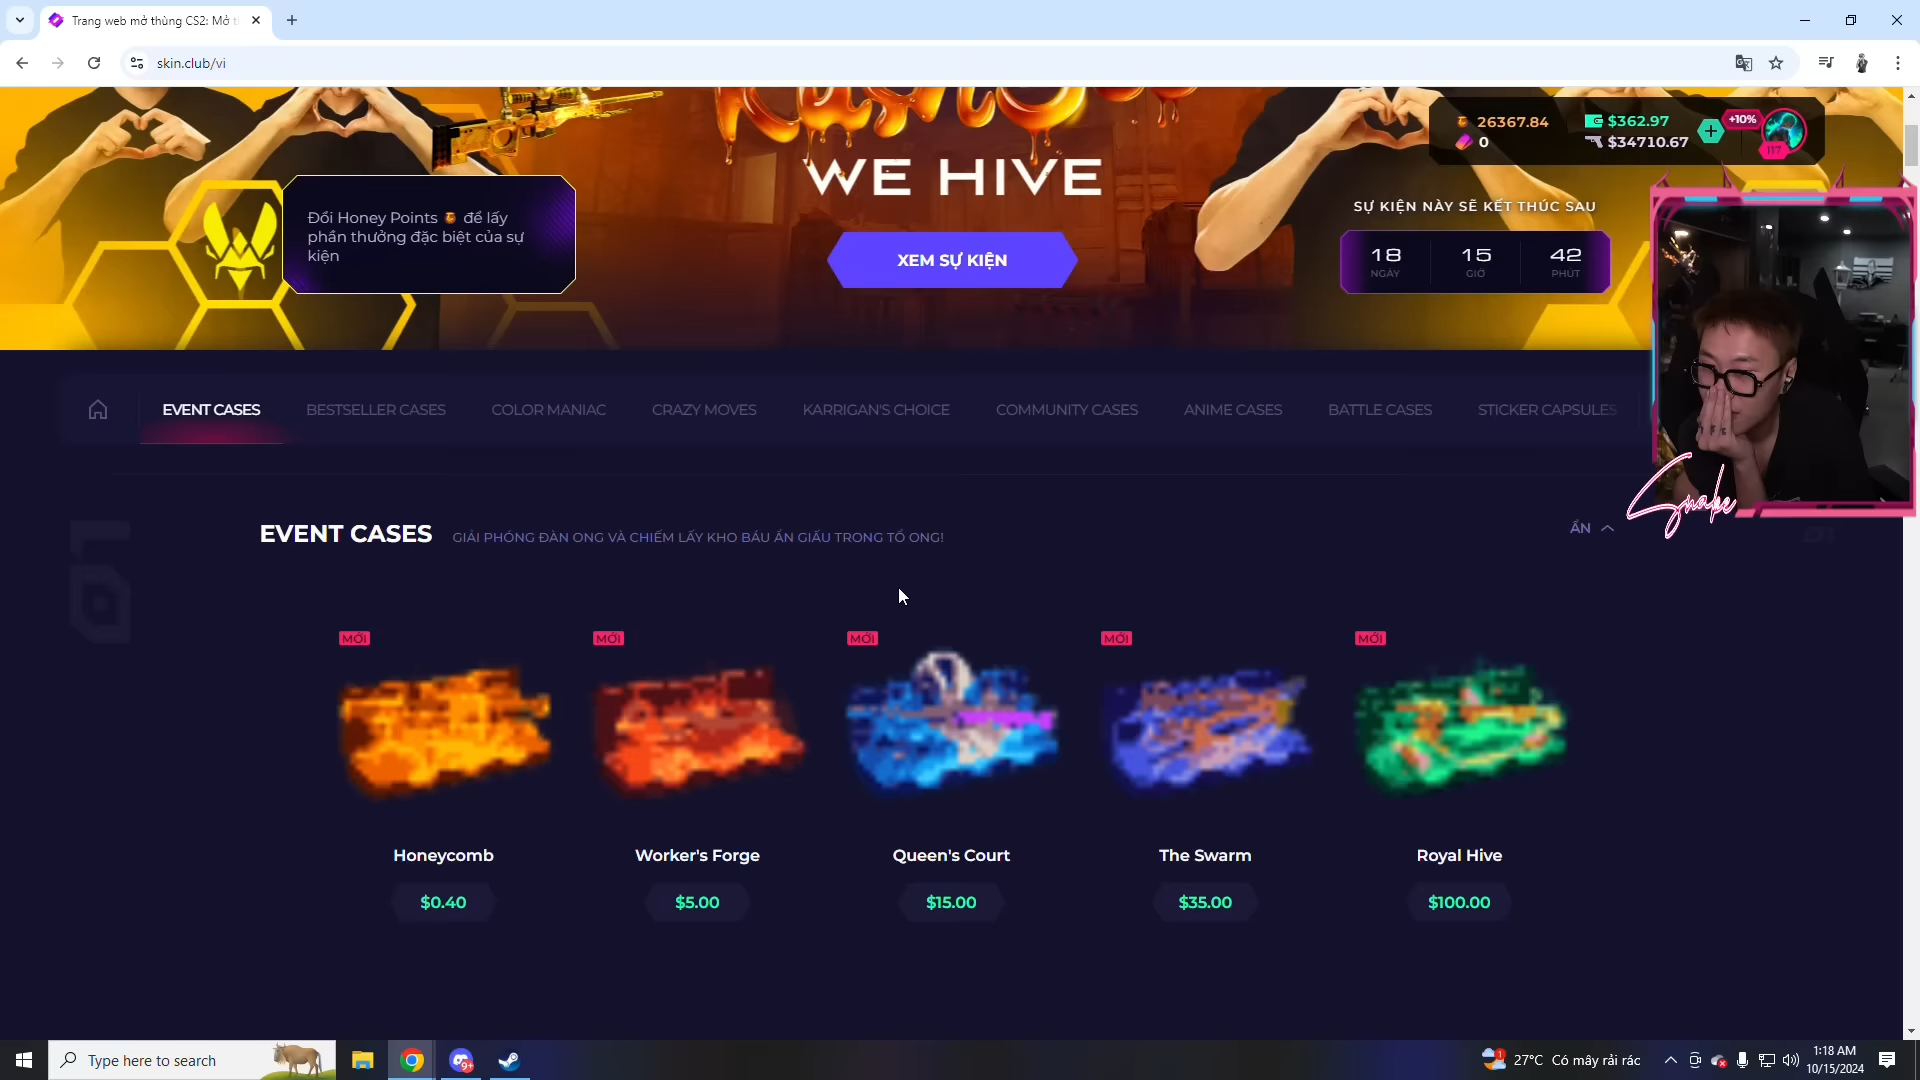 Trang web mở thùng CS2: Mở t
skin.club/vi
WE HIVE
26367.84
$362.97
0
$34710.67
+10%
117
Đổi Honey Points để lấy
phần thưởng đặc biệt của sự
kiện
XEM SỰ KIỆN
SỰ KIỆN NÀY SẼ KẾT THÚC SAU
18 15 42
NGÀY GIỜ PHÚT
EVENT CASES BESTSELLER CASES COLOR MANIAC CRAZY MOVES KARRIGAN'S CHOICE COMMUNITY CASES ANIME CASES BATTLE CASES STICKER CAPSULES
Snake
EVENT CASES GIẢI PHÓNG ĐÀN ONG VÀ CHIẾM LẤY KHO BÁU ẨN GIẤU TRONG TỔ ONG!
ẨN
MỚI MỚI MỚI MỚI MỚI
Honeycomb Worker's Forge Queen's Court The Swarm Royal Hive
$0.40 $5.00 $15.00 $35.00 $100.00
Type here to search
9+
1
27°C Có mây rải rác
1:18 AM
10/15/2024